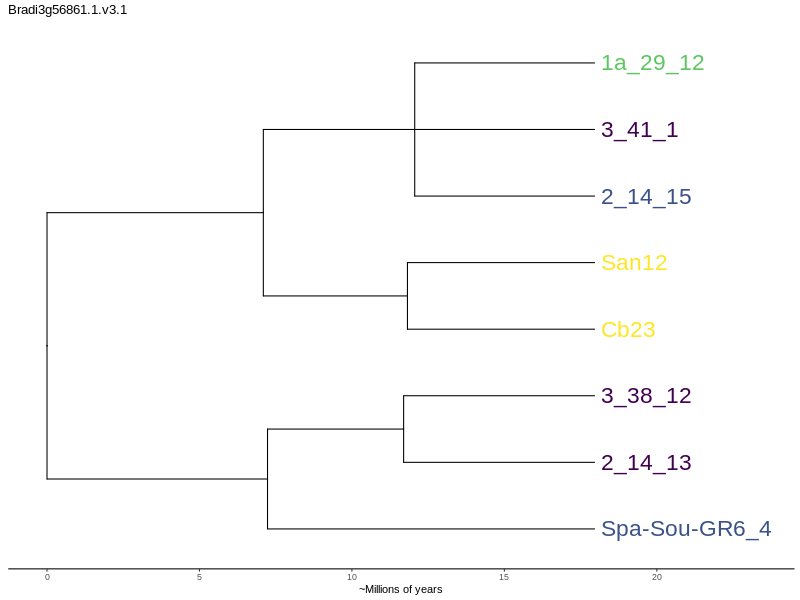 Bradi3g56861.1.v3.1
1a_29_12
3_41_1
2_14_15
San12
Cb23
3_38_12
2_14_13
Spa-Sou-GR6_4
0 5 10 15 20
~Millions of years